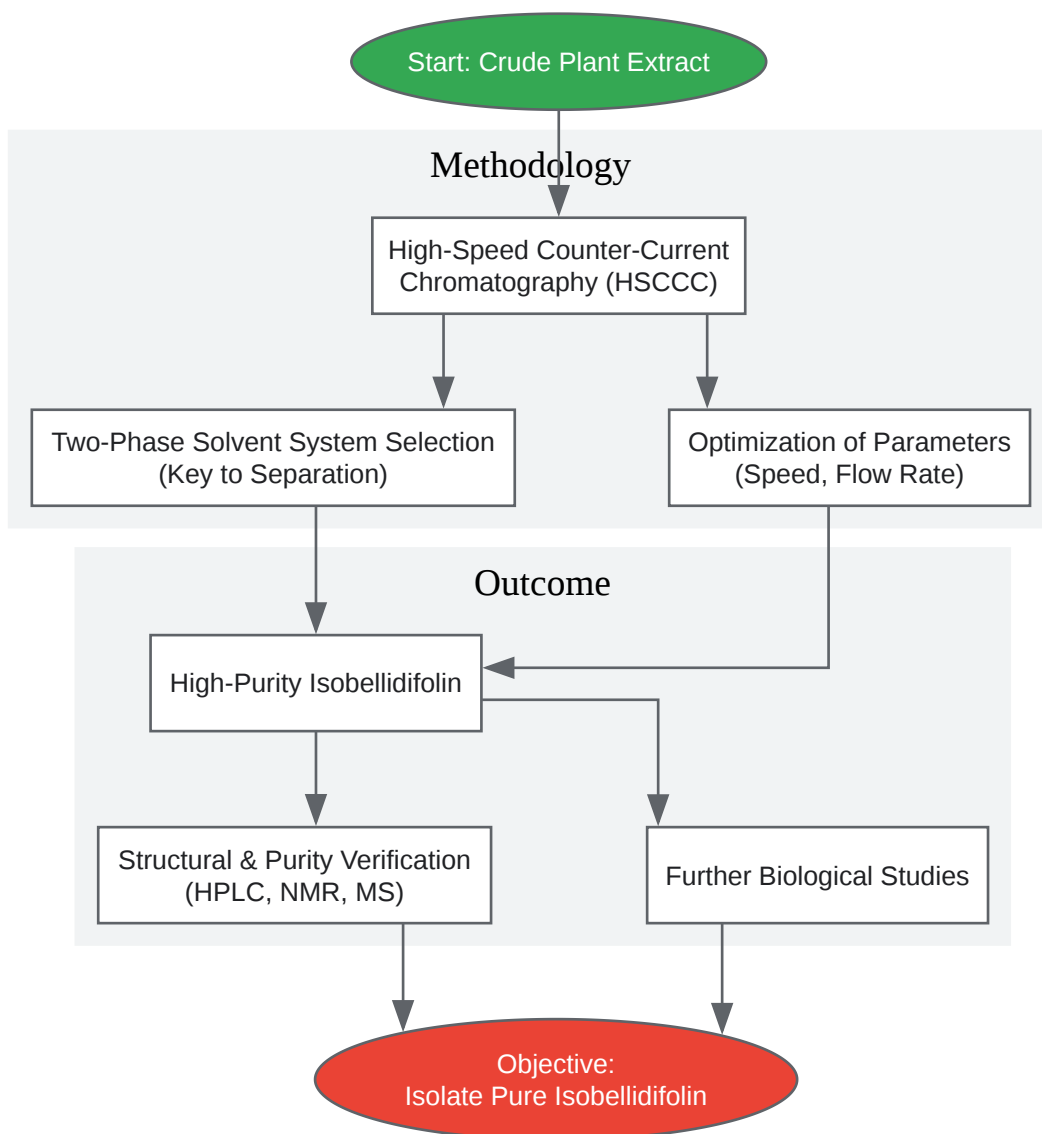 Start: Crude Plant Extract
Methodology
High-Speed Counter-Current
Chromatography (HSCCC)
Two-Phase Solvent System Selection
(Key to Separation)
Optimization of Parameters
(Speed, Flow Rate)
Outcome
High-Purity Isobellidifolin
Structural & Purity Verification
(HPLC, NMR, MS)
Further Biological Studies
Objective:
Isolate Pure Isobellidifolin